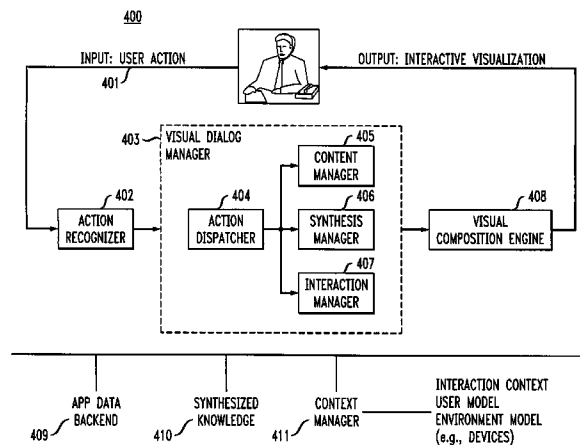 400
INPUT: USER ACTION
401
OUTPUT: INTERACTIVE VISUALIZATION
403
VISUAL DIALOG
MANAGER
405
CONTENT
MANAGER
402
ACTION
RECOGNIZER
404
ACTION
DISPATCHER
406
SYNTHESIS
MANAGER
408
VISUAL
COMPOSITION ENGINE
407
INTERACTION
MANAGER
APP DATA
BACKEND
409
SYNTHESIZED
KNOWLEDGE
410
CONTEXT
MANAGER
411
INTERACTION CONTEXT
USER MODEL
ENVIRONMENT MODEL
(e.g., DEVICES)